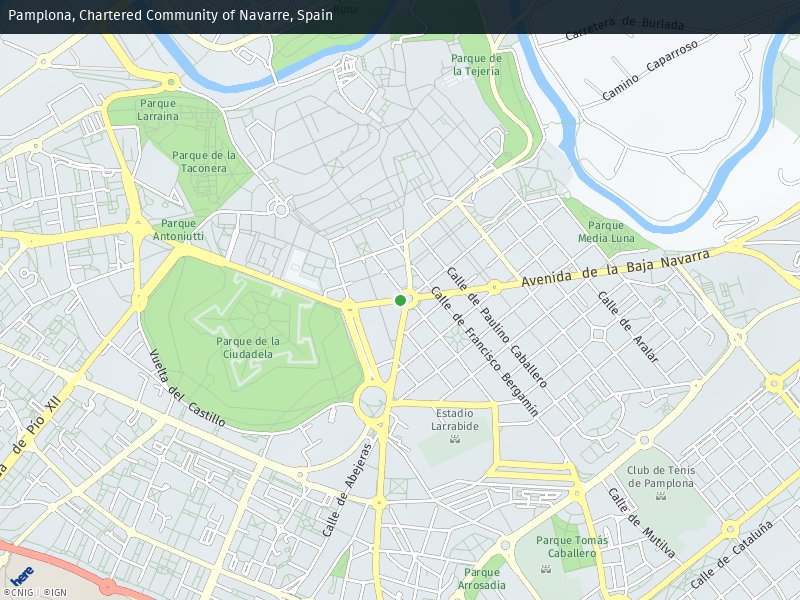 Pamplona, Chartered Community of Navarre, Spain
Runa,
Carretera de Burlada
Parque de
la Tejería
Camino Caparroso
Parque
Larraina
Parque de la
Taconera
Parque
Antoniutti
Parque
Media Luna
Avenida de la Baja Navarra
Calle de Paulino Caballero
Calle de Francisco Bergamín
Calle de Aralar
Parque de la
Ciudadela
Vuelta del Castillo
de Pio XII
Estadio
Larrabide
Calle de Abejeras
Club de Tenis
de Pamplona
Calle de Mutilva
Calle de Cataluña
Parque Tomás
Caballero
Parque
Arrosadia
here
©CNIG ©IGN